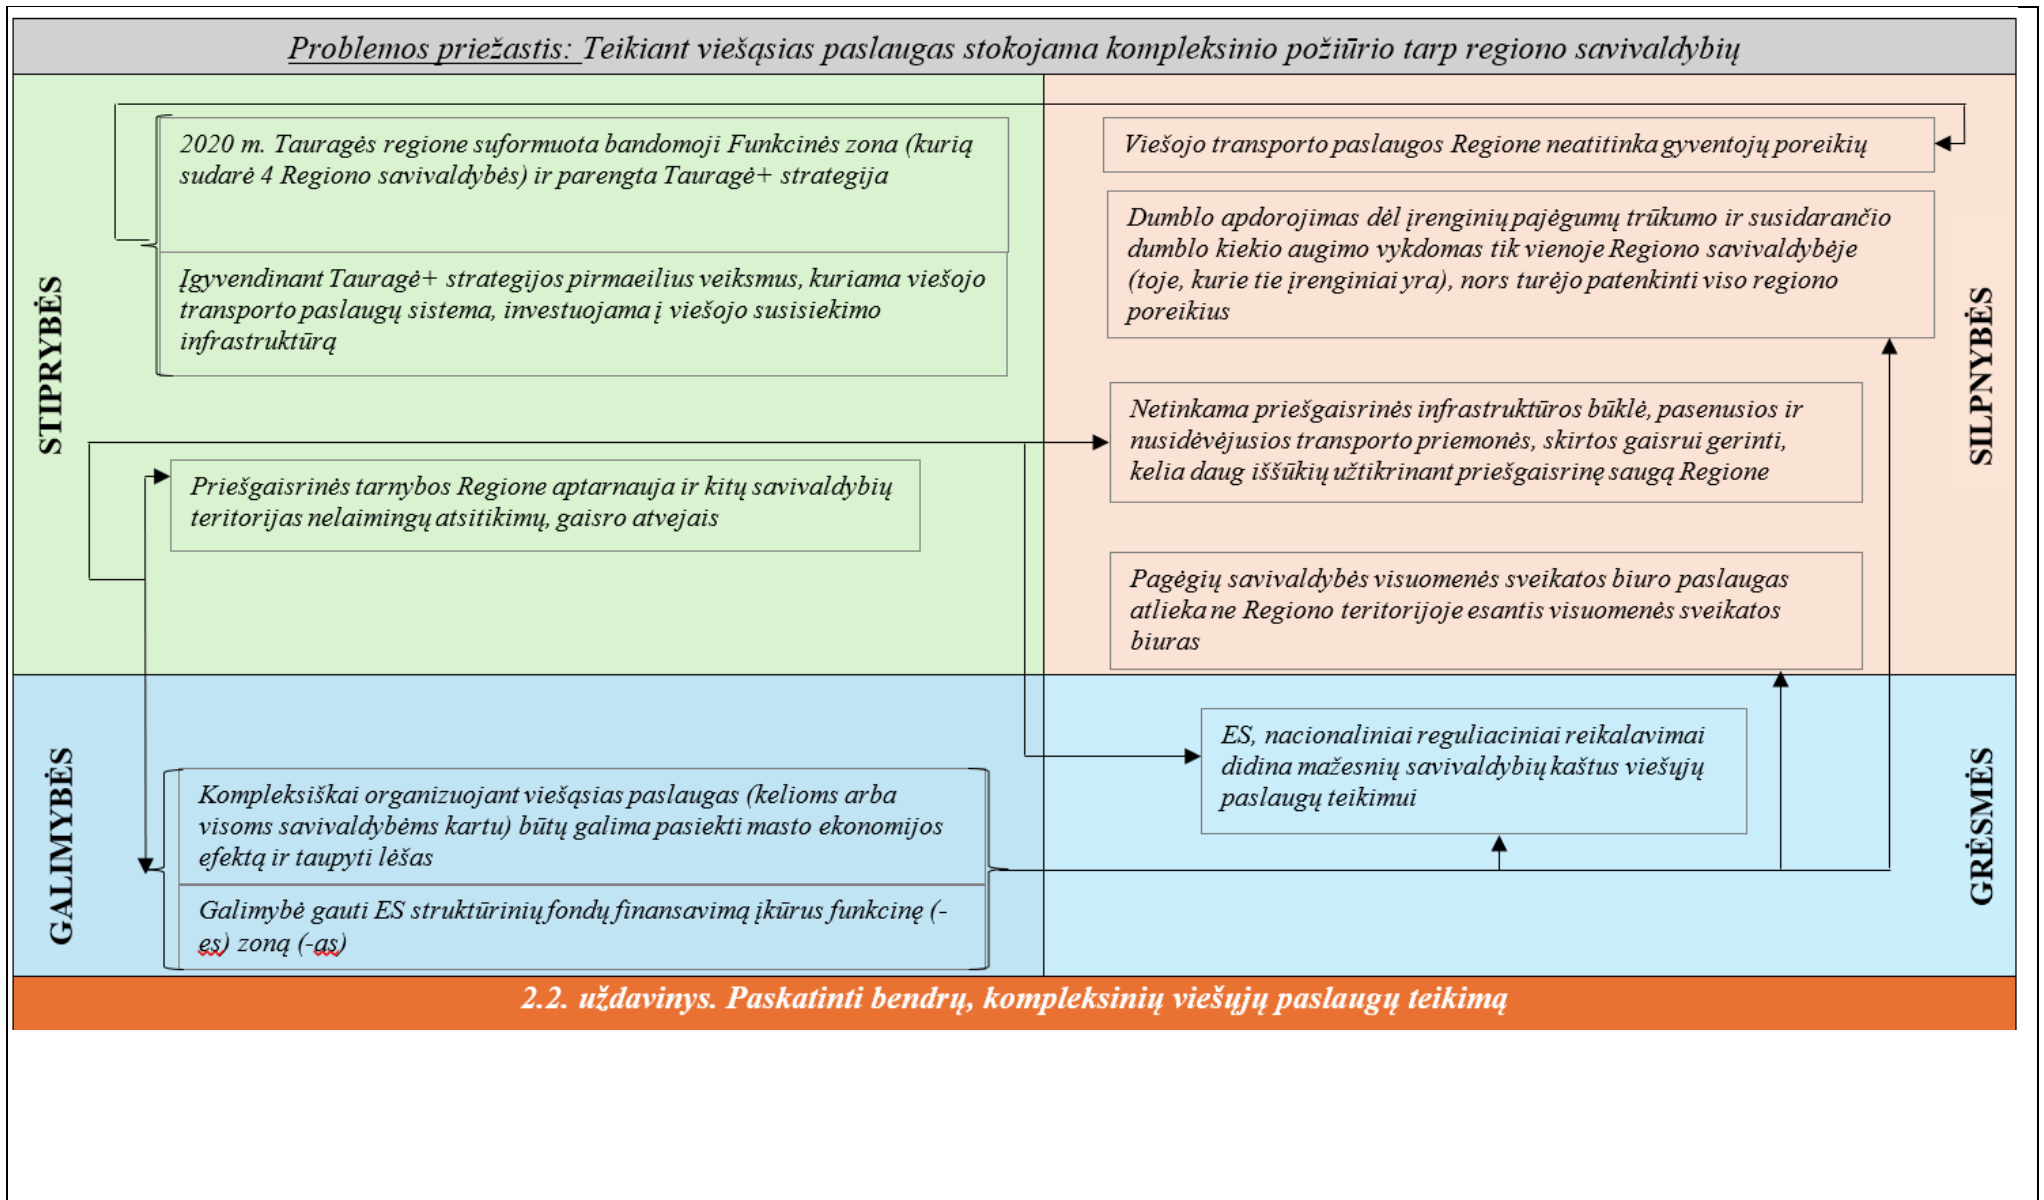 Problemos priežastis: Teikiant viešąsias paslaugas stokojama kompleksinio požiūrio tarp regiono savivaldybių
STIPRYBĖS
2020 m. Tauragės regione suformuota bandomoji Funkcinės zona (kurią
sudarė 4 Regiono savivaldybės) ir parengta Tauragė+ strategija
Įgyvendinant Tauragė+ strategijos pirmaeilius veiksmus, kuriama viešojo
transporto paslaugų sistema, investuojama į viešojo susisiekimo
infrastruktūrą
Priešgaisrinės tarnybos Regione aptarnauja ir kitų savivaldybių
teritorijas nelaimingų atsitikimų, gaisro atvejais
SILPNYBĖS
Viešojo transporto paslaugos Regione neatitinka gyventojų poreikių
Dumblo apdorojimas dėl įrenginių pajėgumų trūkumo ir susidarančio
dumblo kiekio augimo vykdomas tik vienoje Regiono savivaldybėje
(toje, kurie tie įrenginiai yra), nors turėjo patenkinti viso regiono
poreikius
Netinkama priešgaisrinės infrastruktūros būklė, pasenusios ir
nusidėvėjusios transporto priemonės, skirtos gaisrui gerinti,
kelia daug iššūkių užtikrinant priešgaisrinę saugą Regione
Pagėgių savivaldybės visuomenės sveikatos biuro paslaugas
atlieka ne Regiono teritorijoje esantis visuomenės sveikatos
biuras
GALIMYBĖS
Kompleksiškai organizuojant viešąsias paslaugas (kelioms arba
visoms savivaldybėms kartu) būtų galima pasiekti masto ekonomijos
efektą ir taupyti lėšas
Galimybė gauti ES struktūrinių fondų finansavimą įkūrus funkcinę (-
es) zoną (-as)
GRĖSMĖS
ES, nacionaliniai reguliaciniai reikalavimai
didina mažesnių savivaldybių kaštus viešųjų
paslaugų teikimui
2.2. uždavinys. Paskatinti bendrų, kompleksinių viešųjų paslaugų teikimą